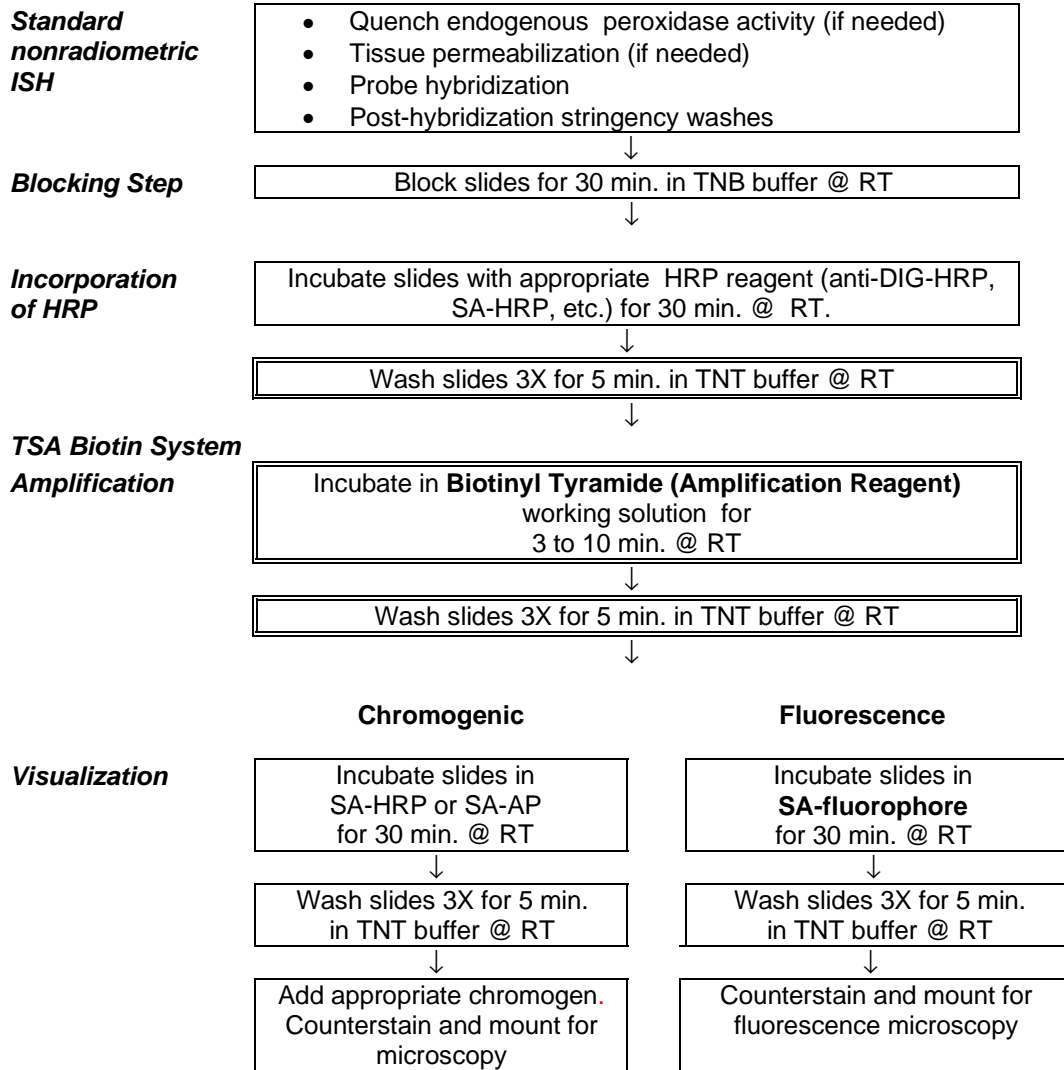 Standard
nonradiometric
ISH
• Quench endogenous peroxidase activity (if needed)
• Tissue permeabilization (if needed)
• Probe hybridization
• Post-hybridization stringency washes
↓
Blocking Step
Block slides for 30 min. in TNB buffer @ RT
↓
Incorporation
of HRP
Incubate slides with appropriate HRP reagent (anti-DIG-HRP,
SA-HRP, etc.) for 30 min. @ RT.
↓
Wash slides 3X for 5 min. in TNT buffer @ RT
↓
TSA Biotin System
Amplification
Incubate in Biotinyl Tyramide (Amplification Reagent)
working solution for
3 to 10 min. @ RT
↓
Wash slides 3X for 5 min. in TNT buffer @ RT
↓
Chromogenic
Fluorescence
Visualization
Incubate slides in
SA-HRP or SA-AP
for 30 min. @ RT
↓
Wash slides 3X for 5 min.
in TNT buffer @ RT
↓
Add appropriate chromogen.
Counterstain and mount for
microscopy
Incubate slides in
SA-fluorophore
for 30 min. @ RT
↓
Wash slides 3X for 5 min.
in TNT buffer @ RT
↓
Counterstain and mount for
fluorescence microscopy